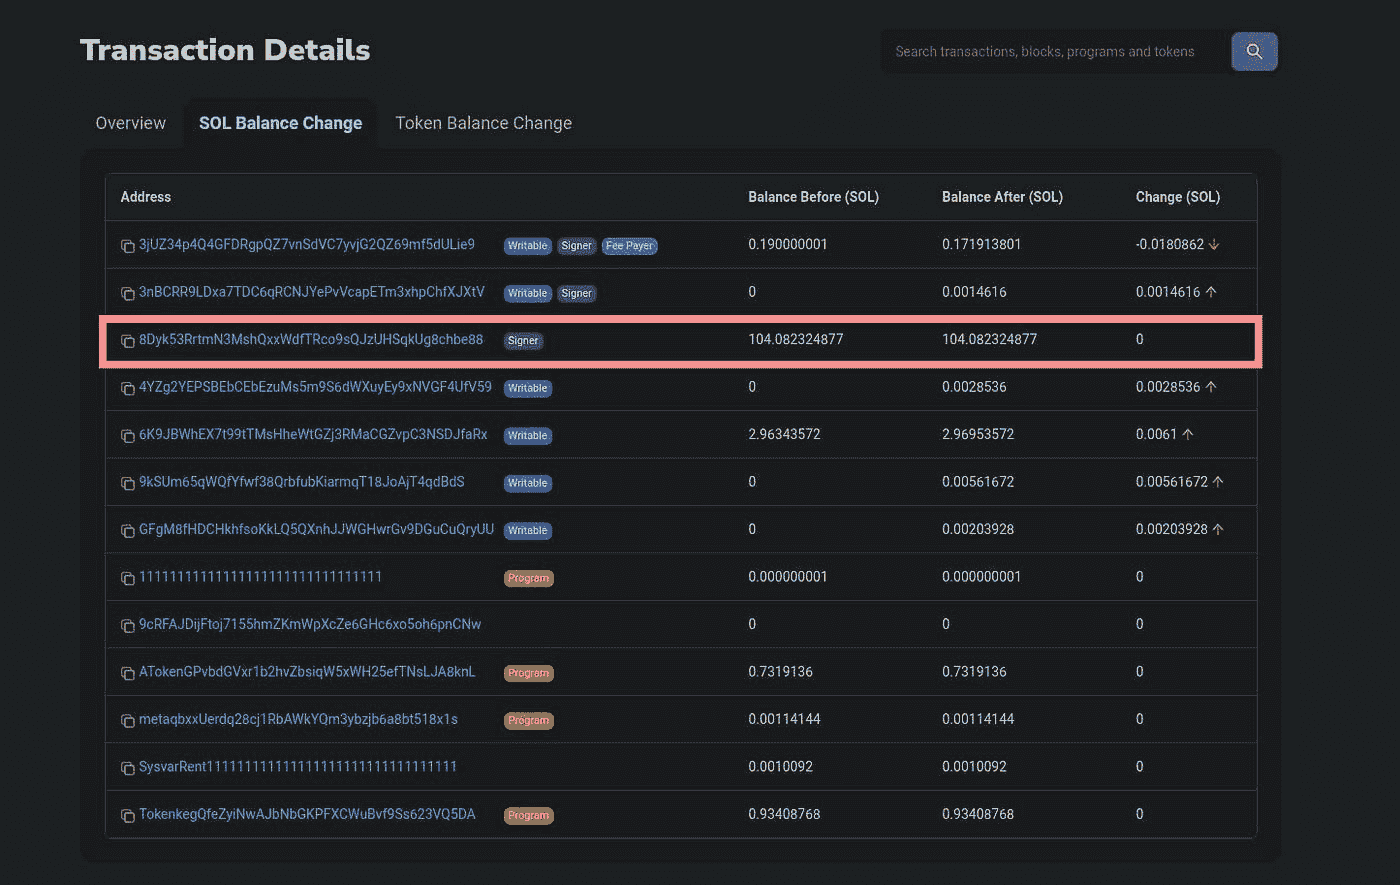 Transaction Details
Search transactions, blocks, programs and tokens
Overview SOL Balance Change Token Balance Change
Address Balance Before (SOL) Balance After (SOL) Change (SOL)
3jUZ34p4Q4GFDRgpQZ7vnSdVC7yvjG2QZ69mf5dULie9 Writable Signer Fee Payer 0.190000001 0.171913801 -0.0180862 ↓
3nBCRR9LDxa7TDC6qRCNJYePvVcapETm3xhpChfXJXtV Writable Signer 0 0.0014616 0.0014616 ↑
8Dyk53RrtmN3MshQxxWdfTRco9sQJzUHSqkUg8chbe88 Signer 104.082324877 104.082324877 0
4YZg2YEPSBEbCEbEzuMs5m9S6dWXuyEy9xNVGF4UfV59 Writable 0 0.0028536 0.0028536 ↑
6K9JBWhEX7t99tTMsHheWtGZj3RMaCGZvpC3NSDJfaRx Writable 2.96343572 2.96953572 0.0061 ↑
9kSUm65qWQfYfwf38QrbfubKiarmqT18JoAjT4qdBdS Writable 0 0.00561672 0.00561672 ↑
GFgM8fHDCHkhfsoKkLQ5QXnhJJWGHwrGv9DGuCuQryUU Writable 0 0.00203928 0.00203928 ↑
11111111111111111111111111111111 Program 0.000000001 0.000000001 0
9cRFAJDijFtoj7155hmZKmWpXcZe6GHc6xo5oh6pnCNw 0 0 0
ATokenGPvbdGVxr1b2hvZbsiqW5xWH25efTNsLJA8knL Program 0.7319136 0.7319136 0
metaqbxxUerdq28cj1RbAWkYQm3ybzjb6a8bt518x1s Program 0.00114144 0.00114144 0
SysvarRent111111111111111111111111111111111 0.0010092 0.0010092 0
TokenkegQfeZyiNwAJbNbGKPFXCWuBvf9Ss623VQ5DA Program 0.93408768 0.93408768 0